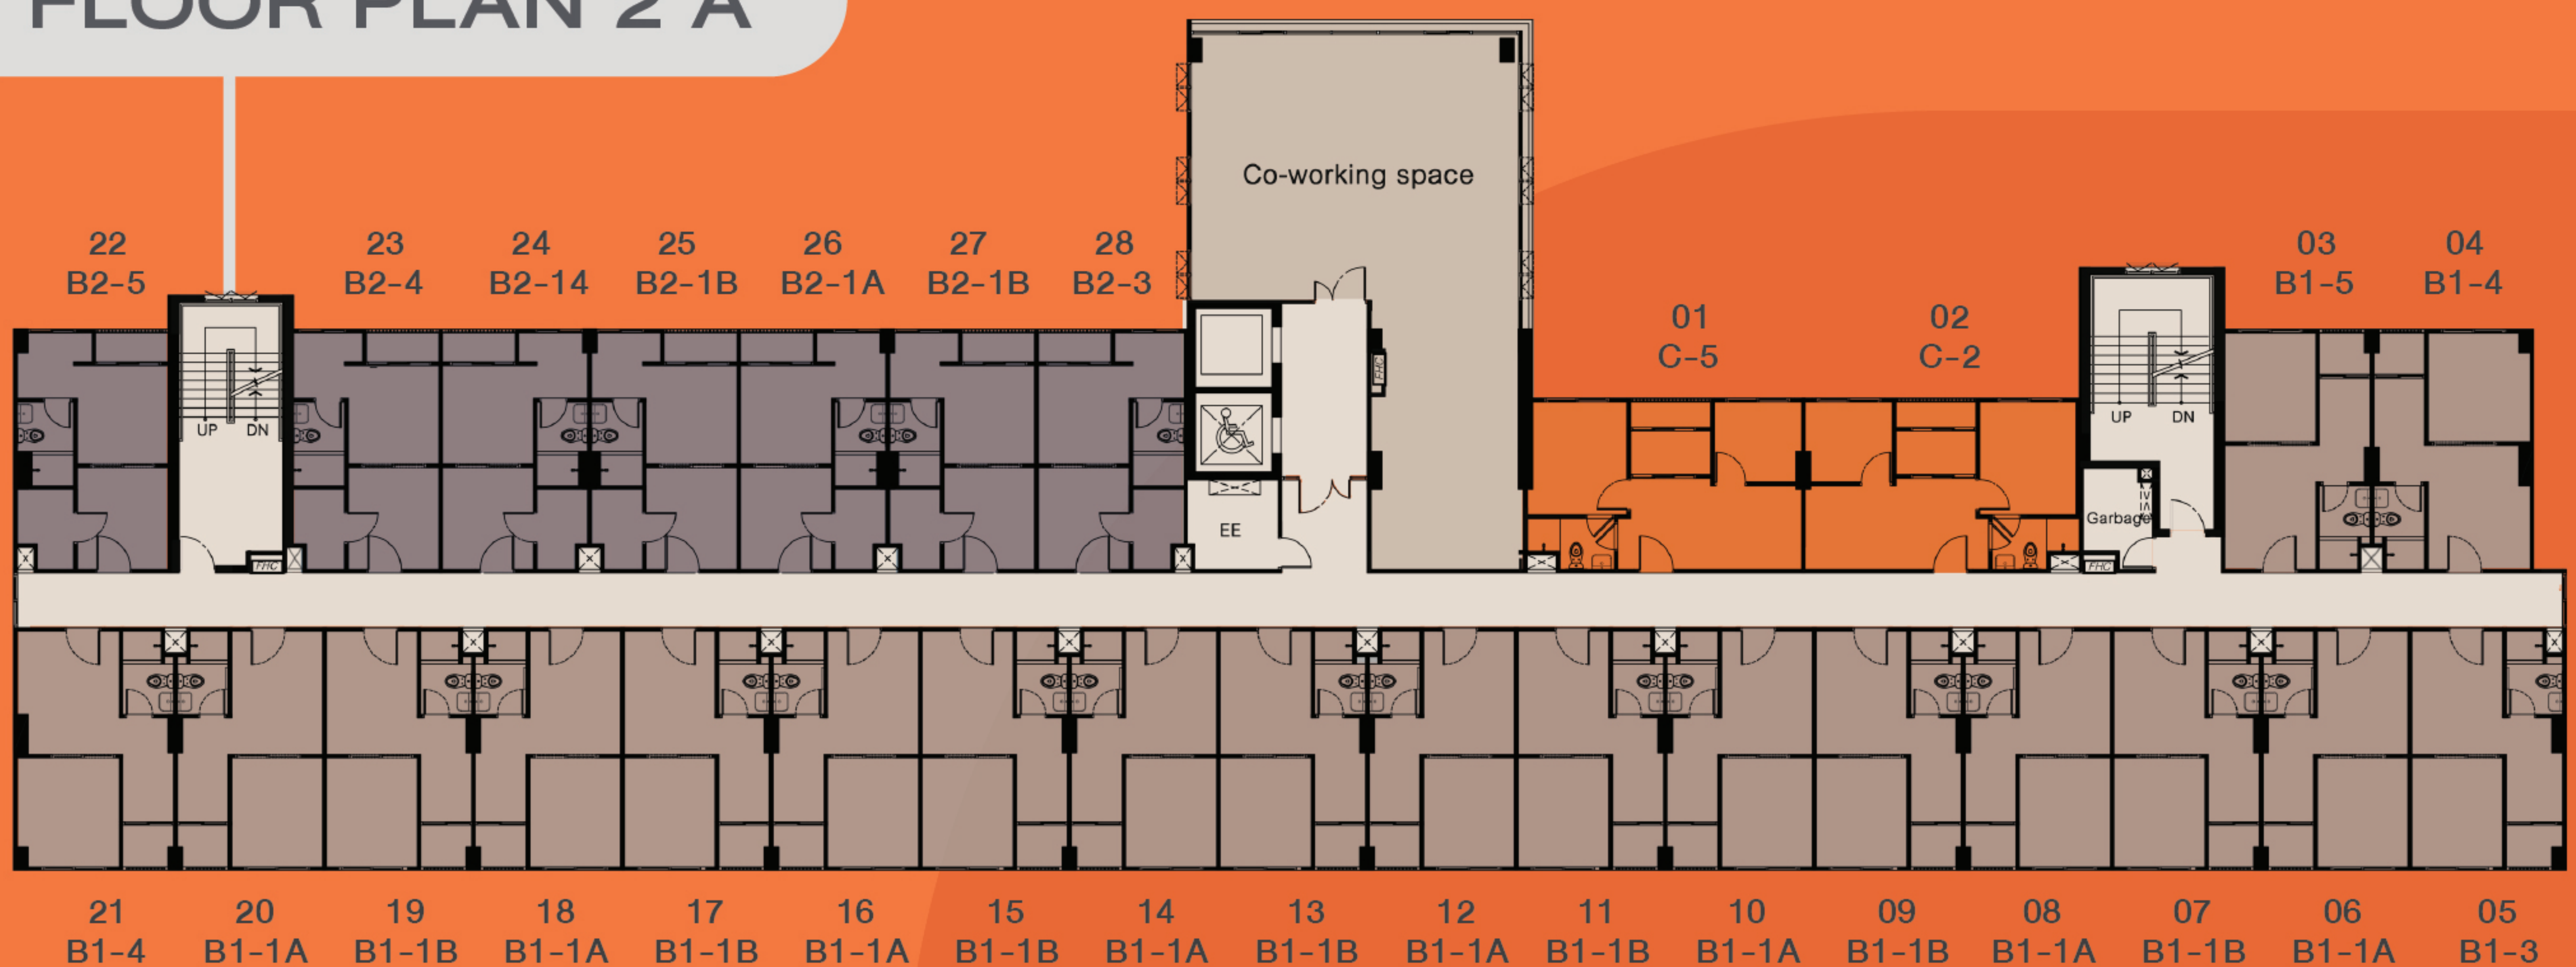 FLOOR PLAN 2 A
Co-working space
22 23 24 25 26 27 28 03 04
B2-5 B2-4 B2-14 B2-1B B2-1A B2-1B B2-3 B1-5 B1-4
01 02
C-5 C-2
FHC
UP DN
UP DN
EE
Garbage
FHC
FHC
21 20 19 18 17 16 15 14 13 12 11 10 09 08 07 06 05
B1-4 B1-1A B1-1B B1-1A B1-1B B1-1A B1-1B B1-1A B1-1B B1-1A B1-1B B1-1A B1-1B B1-1A B1-1B B1-1A B1-3